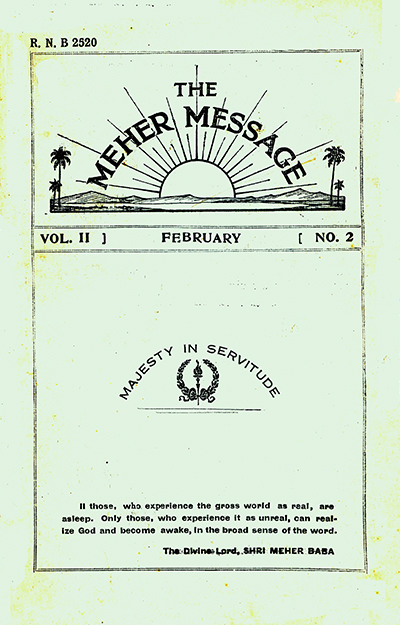 R. N. B 2520
THE
MEHER MESSAGE
VOL. II ] FEBRUARY [ NO. 2
MAJESTY IN SERVITUDE
ll those, who experience the gross world as real, are
asleep. Only those, who experience it as unreal, can real-
ize God and become awake, in the broad sense of the word.
The Divine Lord, SHRI MEHER BABA